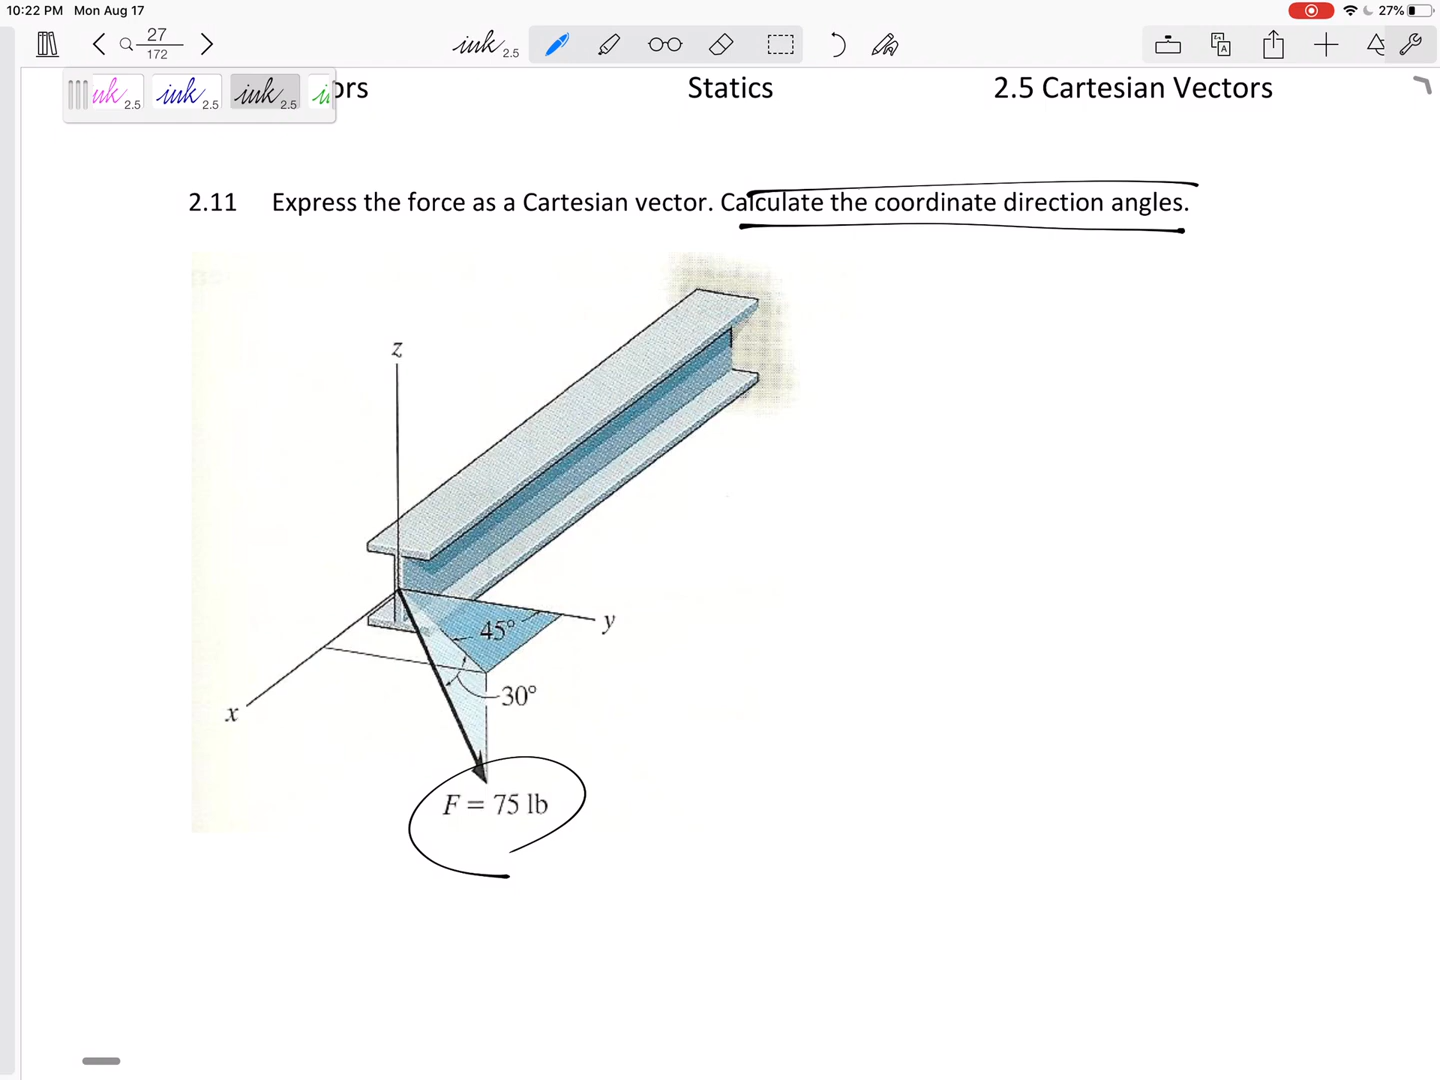 10:22 PM Mon Aug 17
27%
27
172
ink 2.5
ink 2.5
ink 2.5
ink 2.5
ors
Statics
2.5 Cartesian Vectors
2.11 Express the force as a Cartesian vector. Calculate the coordinate direction angles.
z
45°
y
30°
x
F = 75 lb